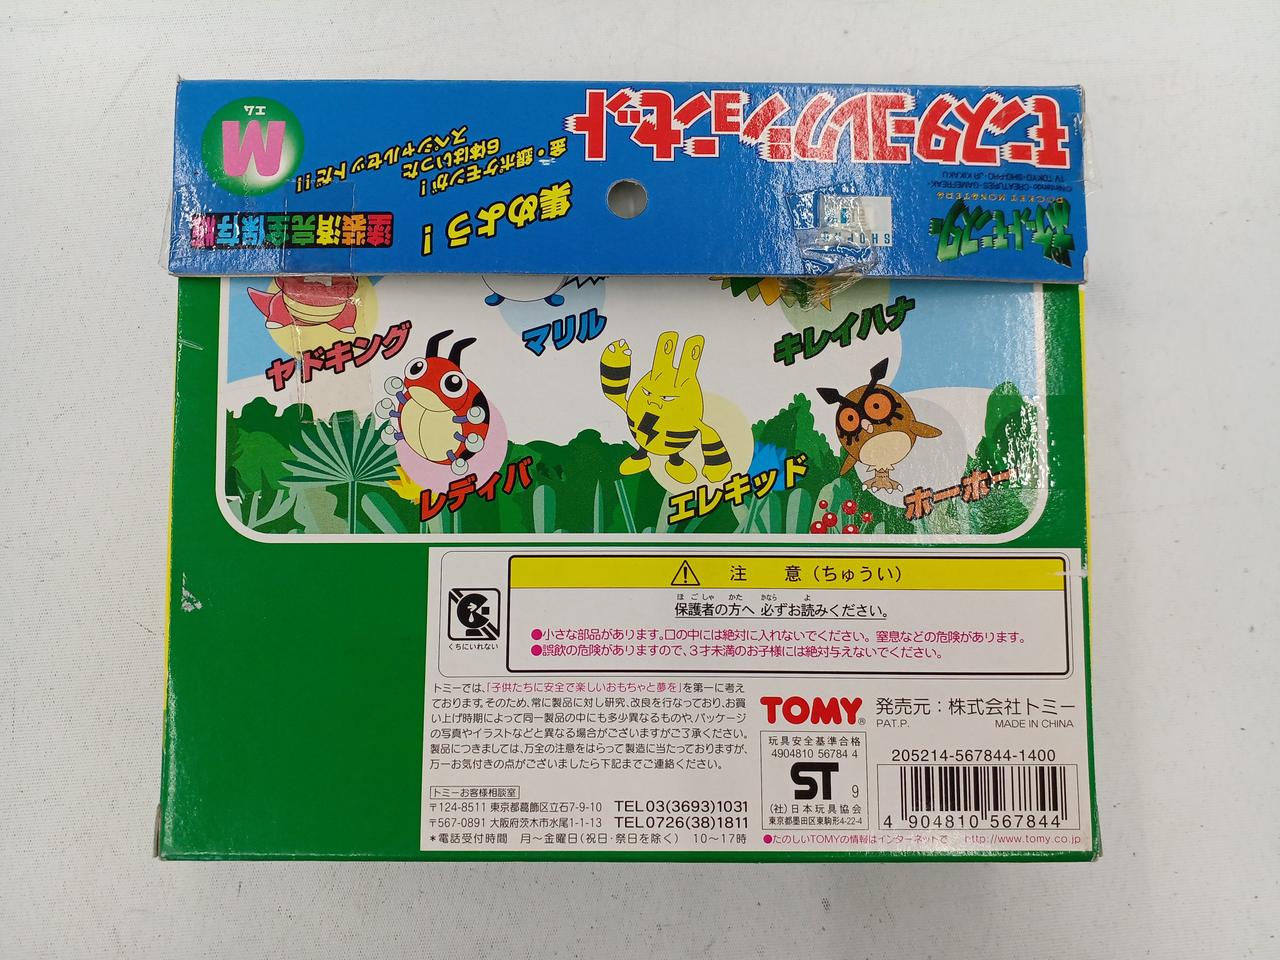 モンスターコレクションセット
M
エム
金・銀ポケモンが!
6体はいった
スペシャルセットだ!!
集めよう!
塗装済完全保存版
ポケットモンスター
POCKET MONSTERS
©Nintendo・CREATURES・GAMEFREAK・
TV TOKYO・SHO-PRO・JR KIKAKU
SHOP
ヤドキング
マリル
キレイハナ
レディバ
エレキッド
ホーホー
注 意(ちゅうい)
ほごしゃ かた かなら よ
保護者の方へ 必ずお読みください。
●小さな部品があります。口の中には絶対に入れないでください。窒息などの危険があります。
●誤飲の危険がありますので、3才未満のお子様には絶対与えないでください。
くちにいれない
トミーでは、「子供たちに安全で楽しいおもちゃと夢を」を第一に考え
ております。そのため、常に製品に対し研究、改良を行なっており、お買
い上げ時期によって同一製品の中にも多少異なるものや、パッケージ
の写真やイラストなどと異なる場合がございますがご了承ください。
製品につきましては、万全の注意をはらって製造に当たっておりますが、
万一お気付きの点がございましたら下記までご連絡ください。
トミーお客様相談室
〒124-8511 東京都葛飾区立石7-9-10 TEL03(3693)1031
〒567-0891 大阪府茨木市水尾1-1-13 TEL0726(38)1811
*電話受付時間 月〜金曜日(祝日・祭日を除く) 10〜17時
TOMY®
発売元:株式会社トミー
PAT.P. MADE IN CHINA
玩具安全基準合格
4904810 56784 4
ST 9
(社)日本玩具協会
東京都墨田区東駒形4-22-4
205214-567844-1400
4 904810 567844
●たのしいTOMYの情報はインターネットで http://www.tomy.co.jp